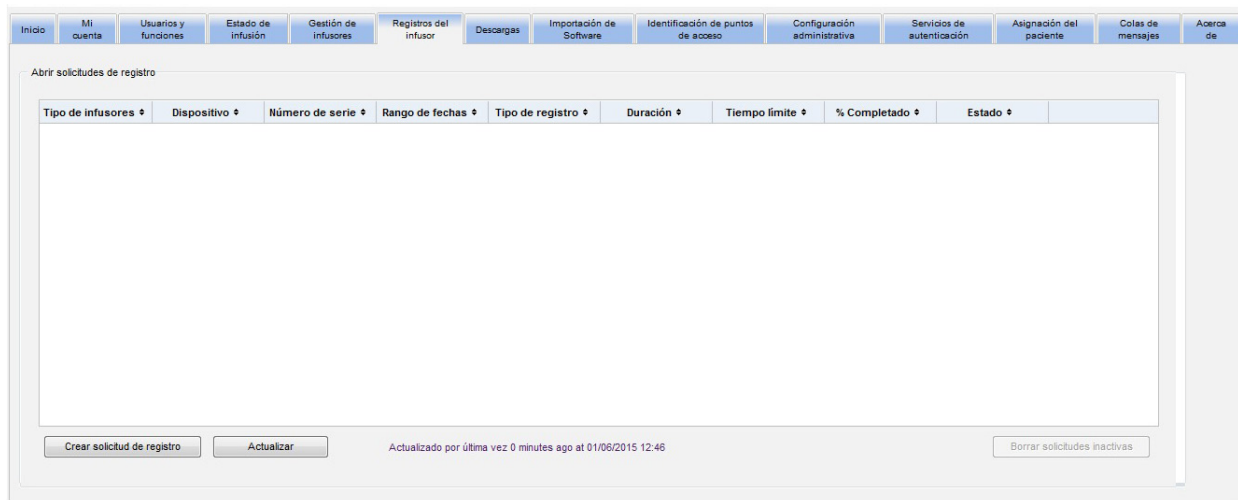 Inicio
Mi
cuenta
Usuarios y
funciones
Estado de
infusión
Gestión de
infusores
Registros del
infusor
Descargas
Importación de
Software
Identificación de puntos
de acceso
Configuración
administrativa
Servicios de
autenticación
Asignación del
paciente
Colas de
mensajes
Acerca
de
Abrir solicitudes de registro
Tipo de infusores Dispositivo Número de serie Rango de fechas Tipo de registro Duración Tiempo límite % Completado Estado
Crear solicitud de registro Actualizar Actualizado por última vez 0 minutes ago at 01/06/2015 12:46 Borrar solicitudes inactivas